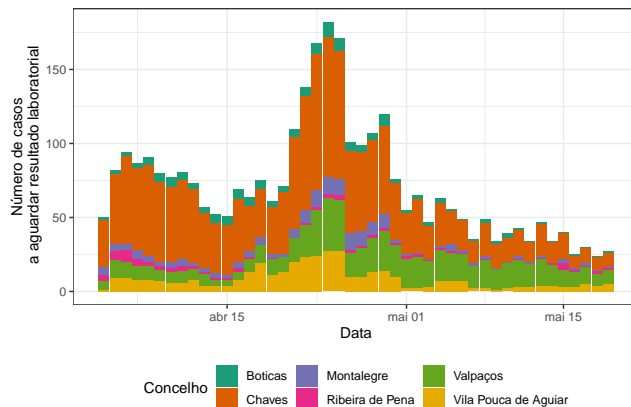 Número de casos
a aguardar resultado laboratorial
150
100
50
0
abr 15
mai 01
mai 15
Data
Concelho
Boticas
Montalegre
Valpaços
Chaves
Ribeira de Pena
Vila Pouca de Aguiar